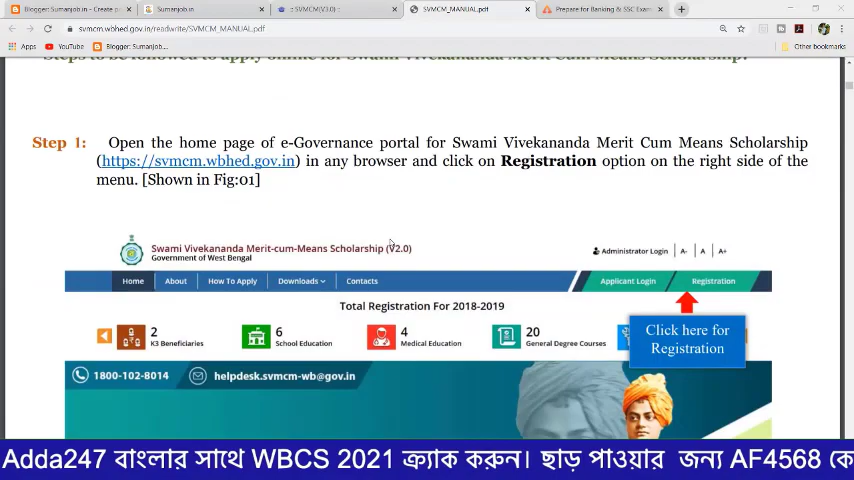 Blogger: Sumanjob.in
Sumanjob.in
:: SVMCM(V3.0) ::
SVMCM_MANUAL.pdf
Prepare for Banking & SSC Exam
svmcm.wbhed.gov.in/readwrite/SVMCM_MANUAL.pdf
Apps
YouTube
Blogger: Sumanjob....
Other bookmarks
Steps to be followed to apply online for Swami Vivekananda Merit Cum Means Scholarship:
Step 1: Open the home page of e-Governance portal for Swami Vivekananda Merit Cum Means Scholarship
(https://svmcm.wbhed.gov.in) in any browser and click on Registration option on the right side of the
menu. [Shown in Fig:01]
Swami Vivekananda Merit-cum-Means Scholarship (V2.0)
Government of West Bengal
Administrator Login
A-
A
A+
Home
About
How To Apply
Downloads
Contacts
Applicant Login
Registration
Total Registration For 2018-2019
2
K3 Beneficiaries
6
School Education
4
Medical Education
20
General Degree Courses
Click here for
Registration
1800-102-8014
helpdesk.svmcm-wb@gov.in
Adda247 বাংলার সাথে WBCS 2021 ক্র্যাক করুন। ছাড় পাওয়ার জন্য AF4568 কো